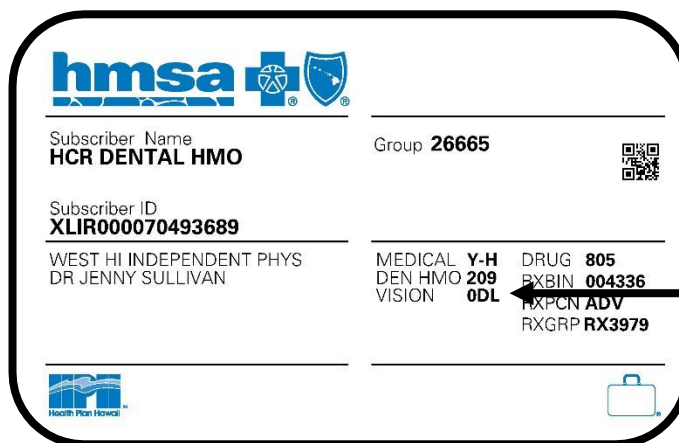 hmsa
Subscriber Name
HCR DENTAL HMO
Group 26665
Subscriber ID
XLIR000070493689
WEST HI INDEPENDENT PHYS
DR JENNY SULLIVAN
MEDICAL Y-H
DEN HMO 209
VISION 0DL
DRUG 805
RXBIN 004336
RXPCN ADV
RXGRP RX3979
HPH
Health Plan Hawaii